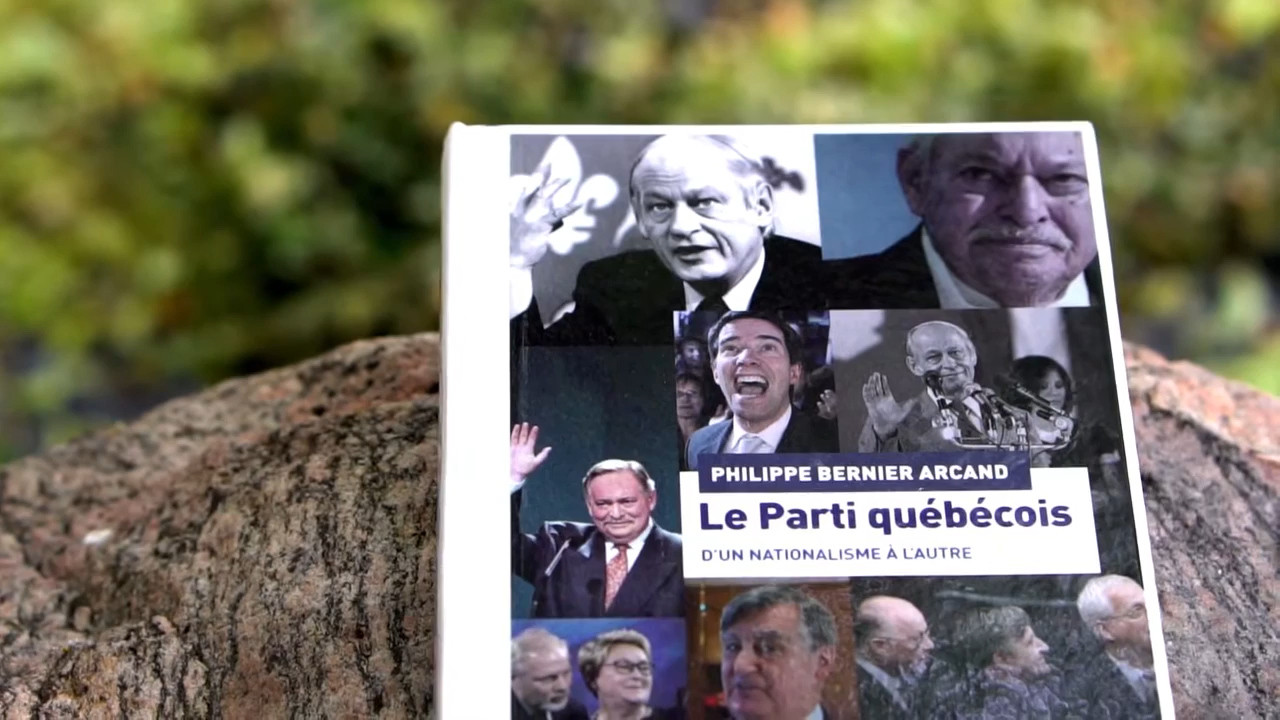 PHILIPPE BERNIER ARCAND
Le Parti québécois
D'UN NATIONALISME À L'AUTRE